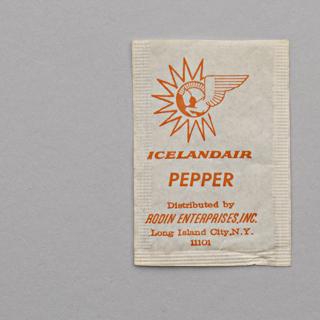 ICELANDAIR
PEPPER
Distributed by
RODIN ENTERPRISES, INC.
Long Island City, N.Y.
11101